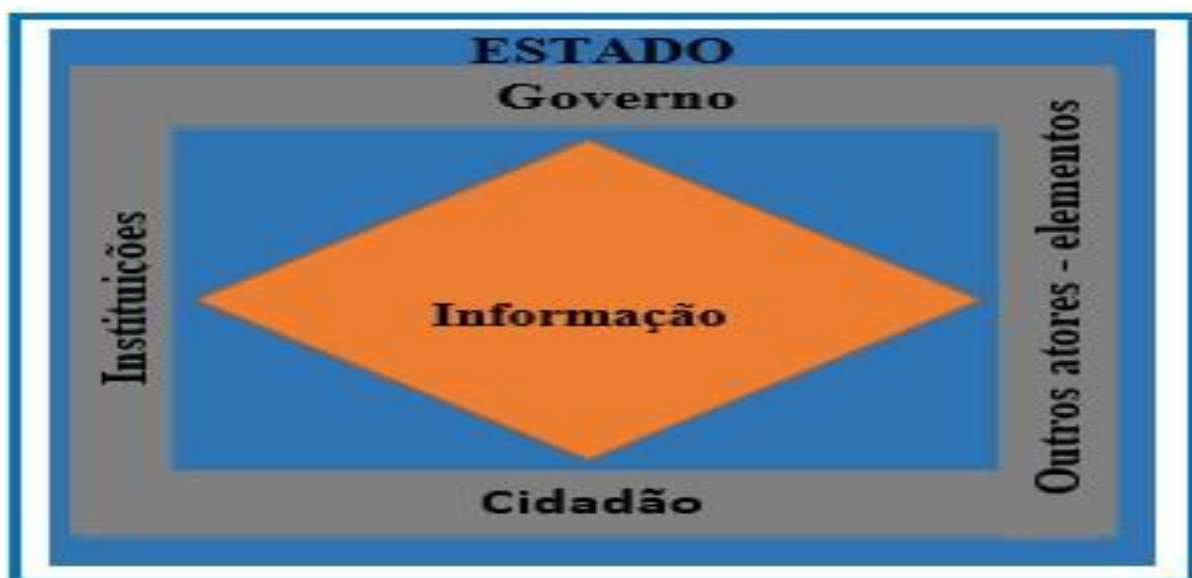 ESTADO
Governo
Instituições
Informação
Outros atores - elementos
Cidadão